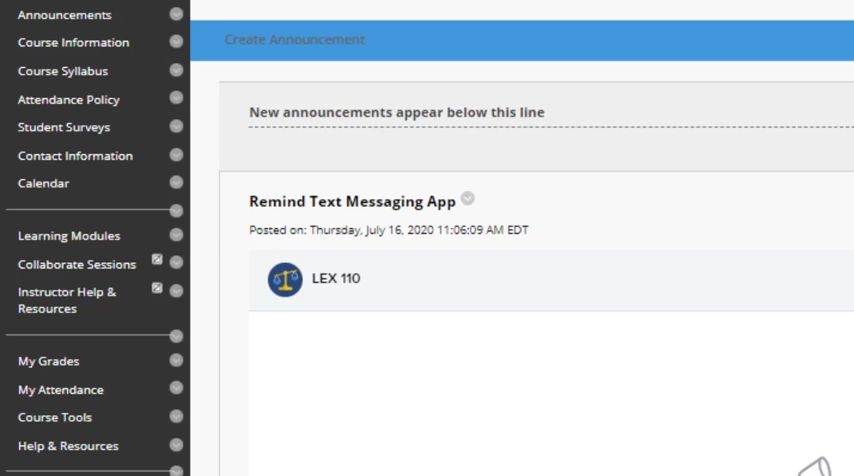 Announcements
Course Information
Course Syllabus
Attendance Policy
Student Surveys
Contact Information
Calendar
Learning Modules
Collaborate Sessions
Instructor Help &
Resources
My Grades
My Attendance
Course Tools
Help & Resources
Create Announcement
New announcements appear below this line
Remind Text Messaging App
Posted on: Thursday, July 16, 2020 11:06:09 AM EDT
LEX 110